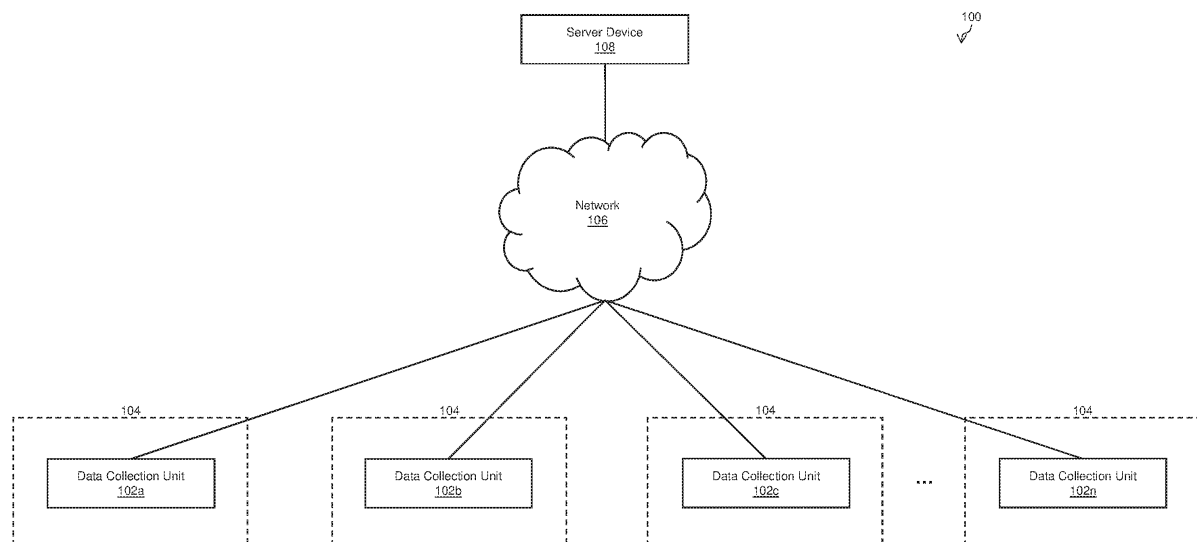 100
Server Device
108
Network
106
104
104
104
104
Data Collection Unit
102a
Data Collection Unit
102b
Data Collection Unit
102c
...
Data Collection Unit
102n